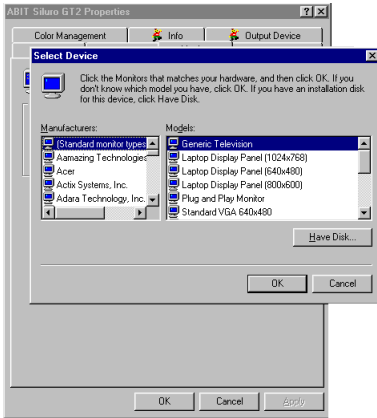 ABIT Siluro GT2 Properties
Color Management
Info
Output Device
Select Device
Click the Monitors that matches your hardware, and then click OK. If you
don't know which model you have, click OK. If you have an installation disk
for this device, click Have Disk.
Manufacturers:
Models:
(Standard monitor types
Aamazing Technologies
Acer
Actix Systems, Inc.
Adara Technology, Inc.
Generic Television
Laptop Display Panel (1024x768)
Laptop Display Panel (640x480)
Laptop Display Panel (800x600)
Plug and Play Monitor
Standard VGA 640x480
Have Disk...
OK
Cancel
OK
Cancel
Apply